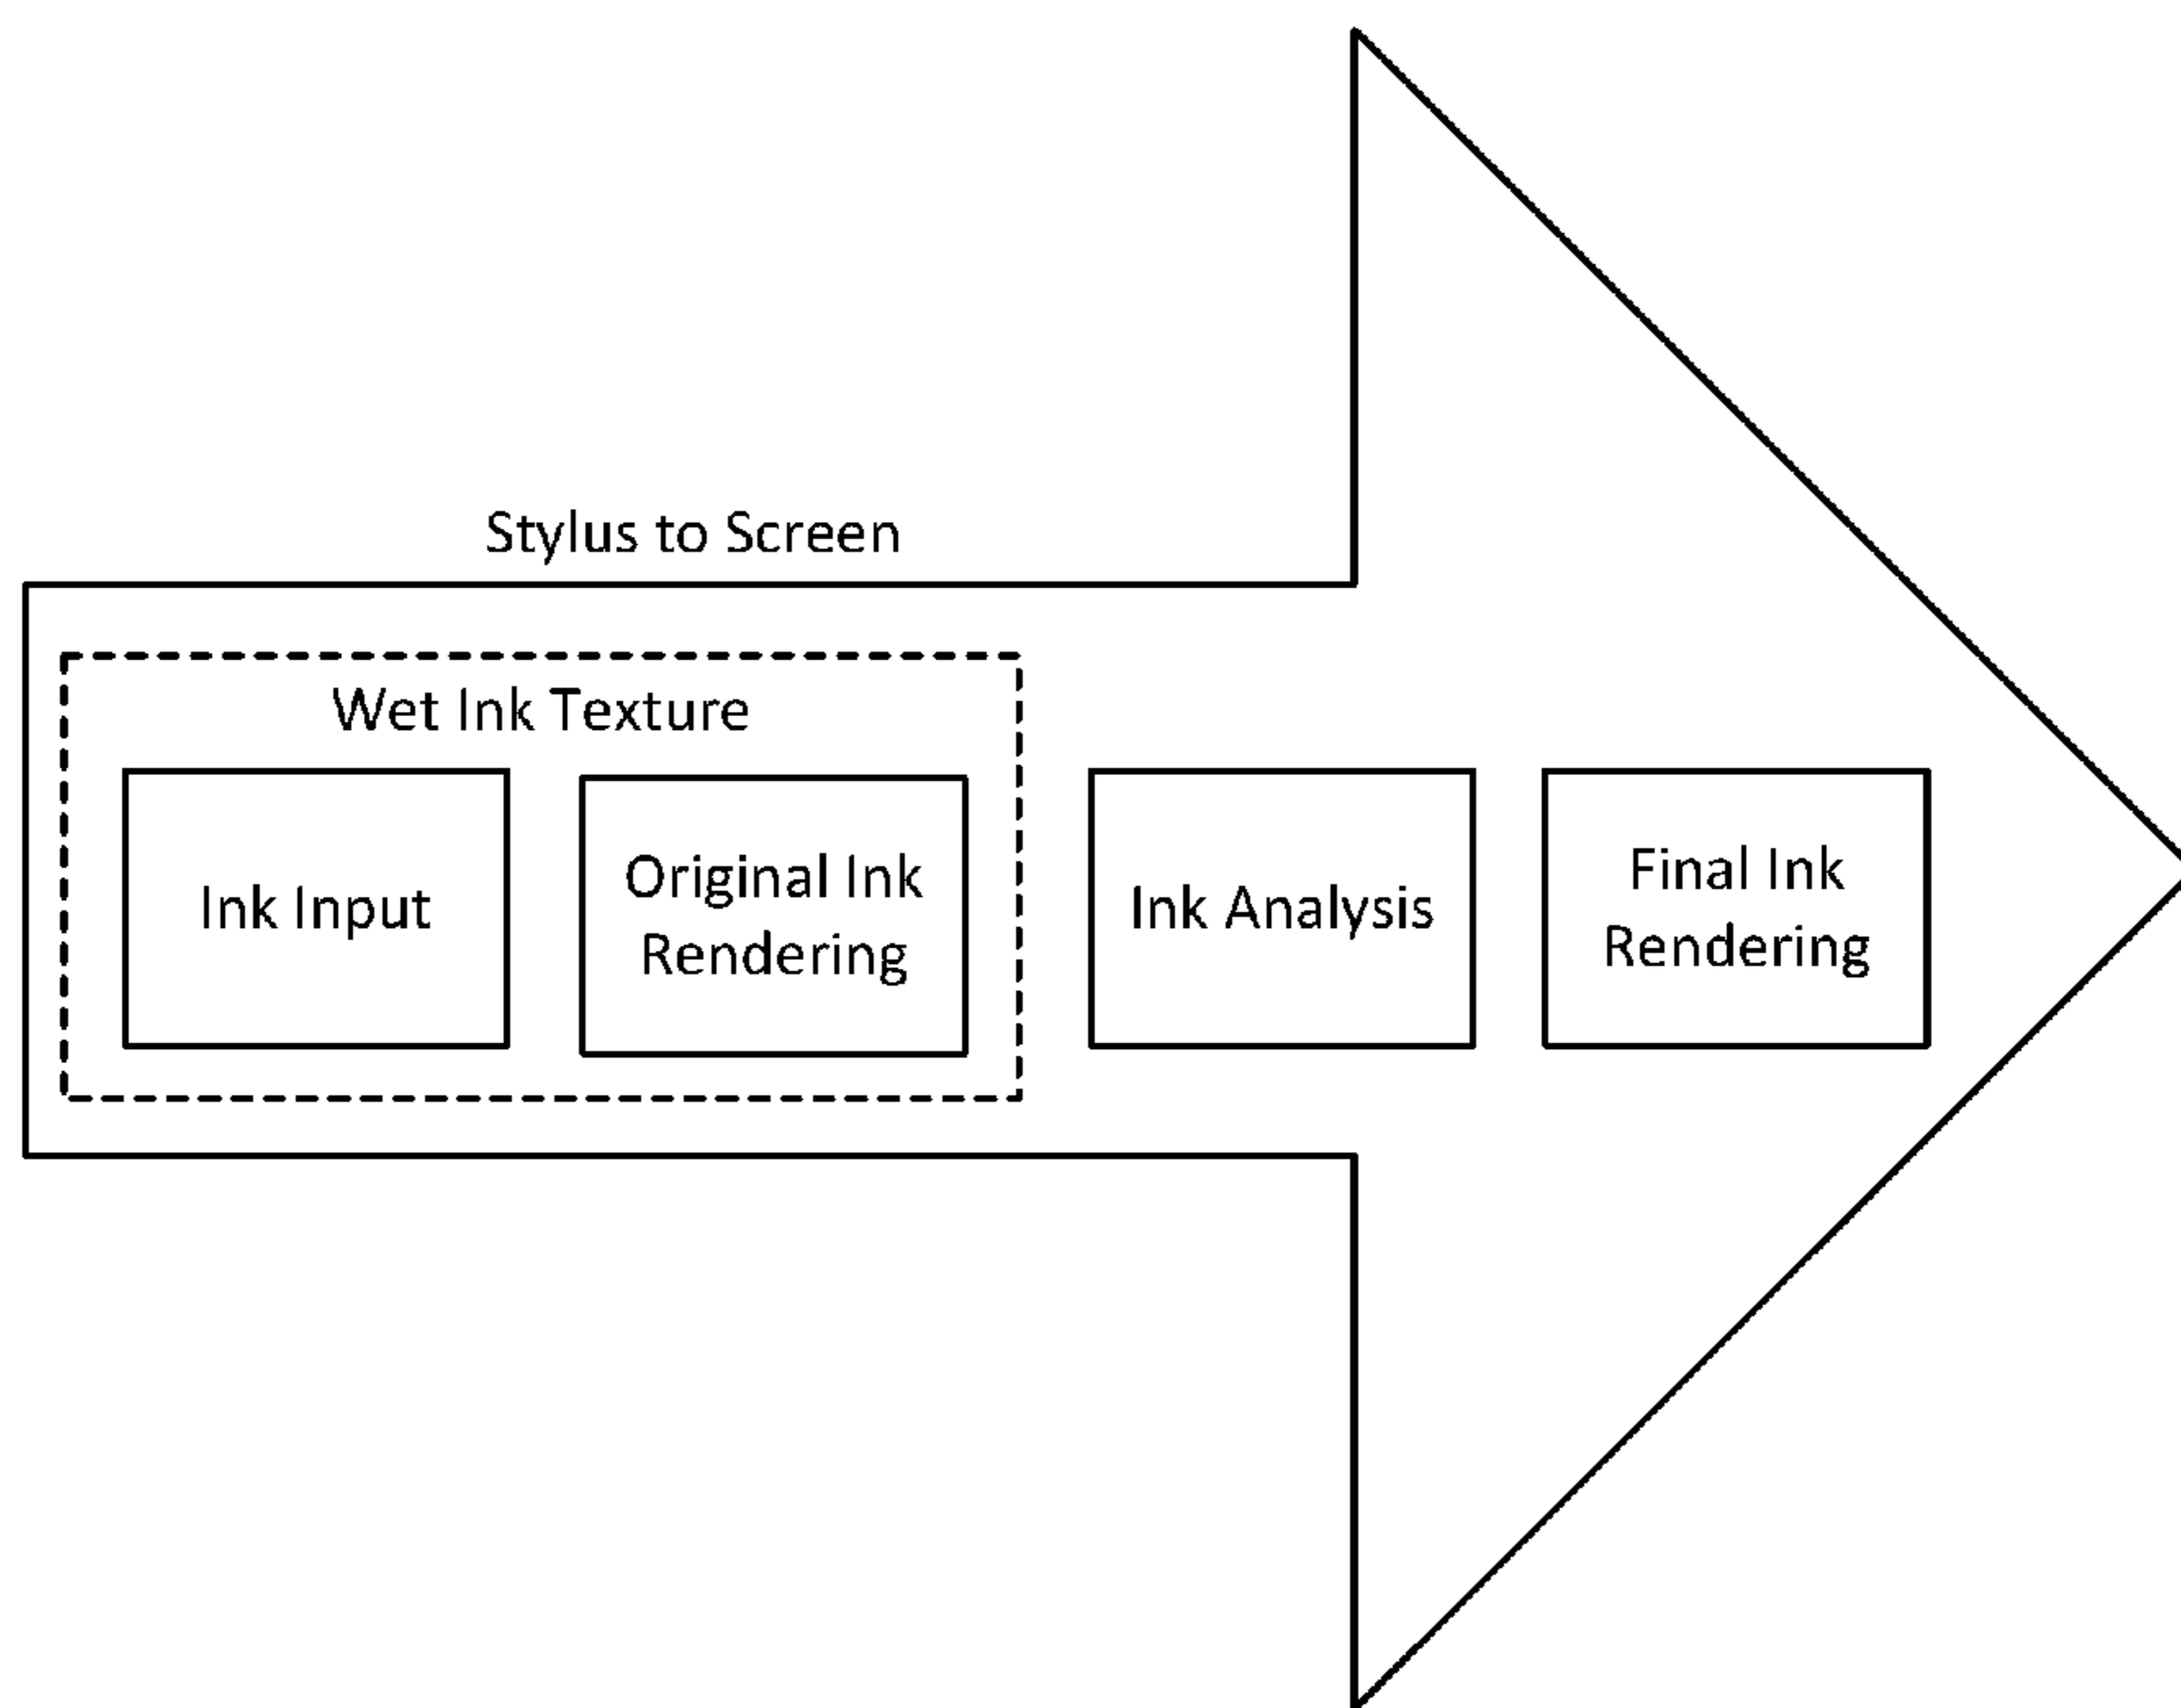 Stylus to Screen
Wet Ink Texture
Ink Input
Original Ink
Rendering
Ink Analysis
Final Ink
Rendering